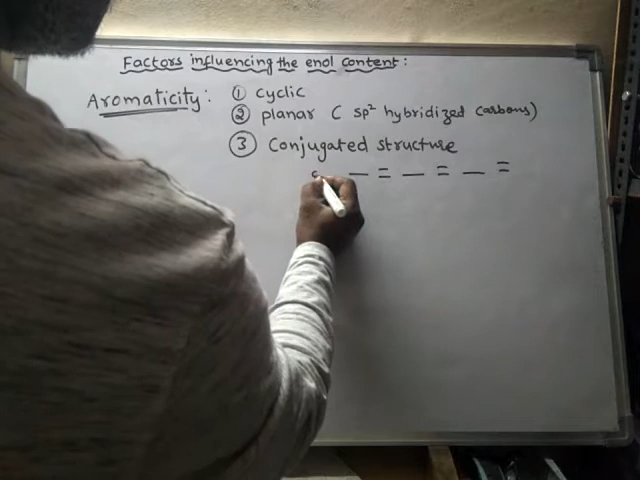 Factors influencing the enol content :
Aromaticity : ① cyclic
② planar ( sp² hybridized carbons)
③ Conjugated structure
— = — = — =